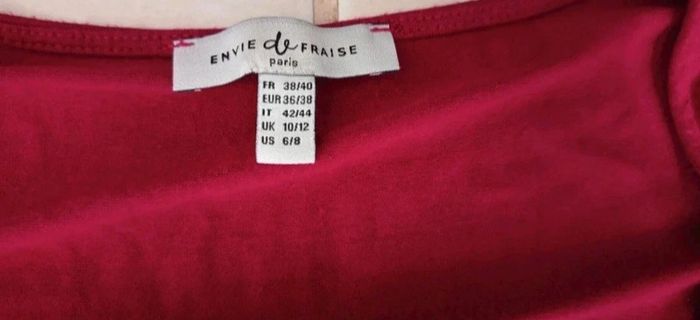 ENVIE de FRAISE
paris
FR 38/40
EUR 36/38
IT 42/44
UK 10/12
US 6/8